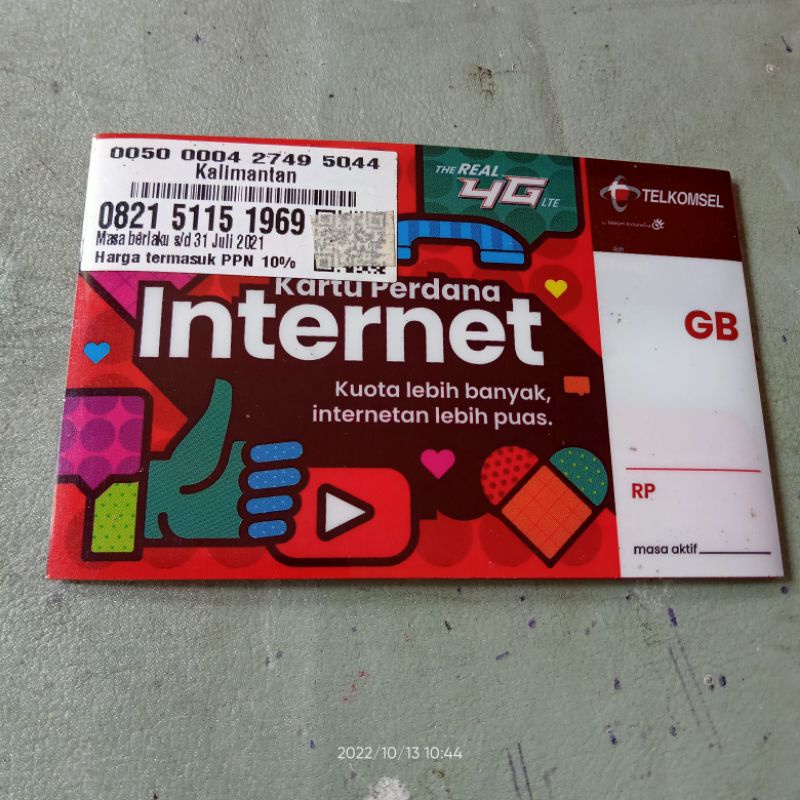 0050 0004 2749 5044
Kalimantan
0821 5115 1969
Masa berlaku s/d 31 Juli 2021
Harga termasuk PPN 10%
THE REAL
4G LTE
TELKOMSEL
Kartu Perdana
Internet
Kuota lebih banyak,
internetan lebih puas.
GB
RP
masa aktif
2022/10/13 10:44